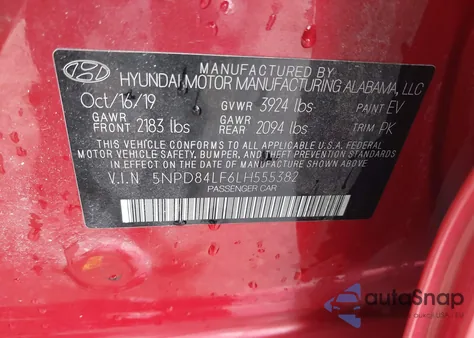 MANUFACTURED BY
HYUNDAI MOTOR MANUFACTURING ALABAMA, LLC
Oct/16/19 GVWR 3924 lbs PAINT EV
GAWR FRONT 2183 lbs GAWR REAR 2094 lbs TRIM PK
THIS VEHICLE CONFORMS TO ALL APPLICABLE U.S.A. FEDERAL
MOTOR VEHICLE SAFETY, BUMPER, AND THEFT PREVENTION STANDARDS
IN EFFECT ON THE DATE OF MANUFACTURE SHOWN ABOVE.
V.I.N 5NPD84LF6LH555382
PASSENGER CAR
autoSnap